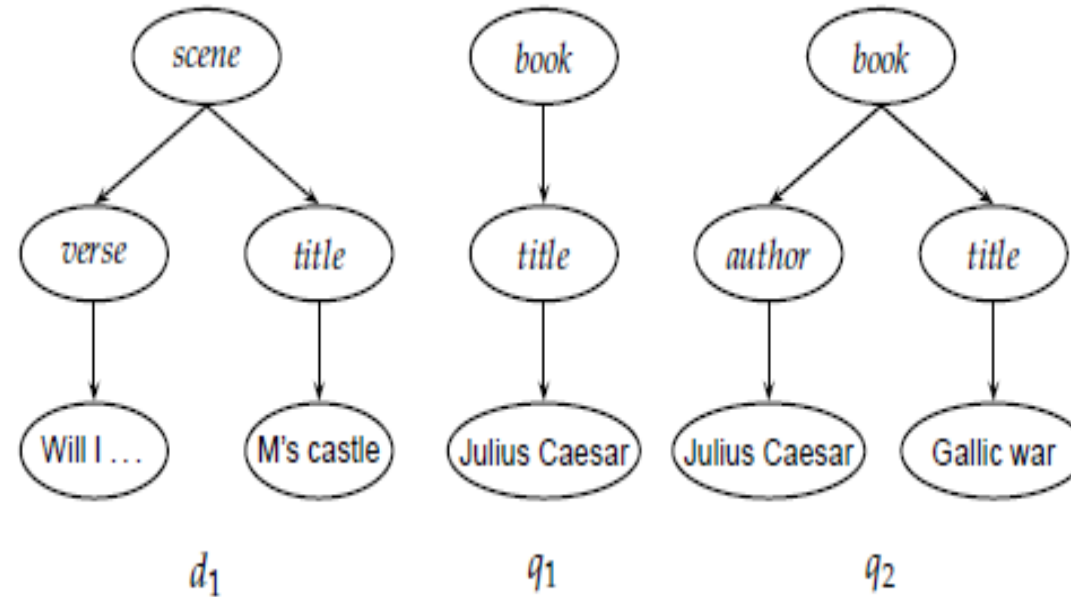 scene book book
verse title title author title
Will I ... M's castle Julius Caesar Julius Caesar Gallic war
d1 q1 q2